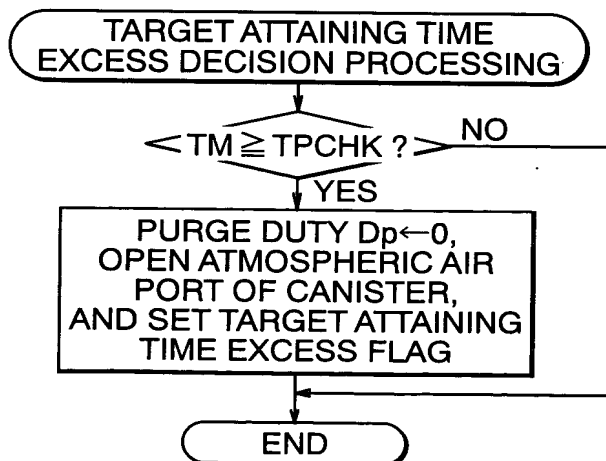 TARGET ATTAINING TIME
EXCESS DECISION PROCESSING
TM ≧ TPCHK ?
NO
YES
PURGE DUTY Dp←0,
OPEN ATMOSPHERIC AIR
PORT OF CANISTER,
AND SET TARGET ATTAINING
TIME EXCESS FLAG
END